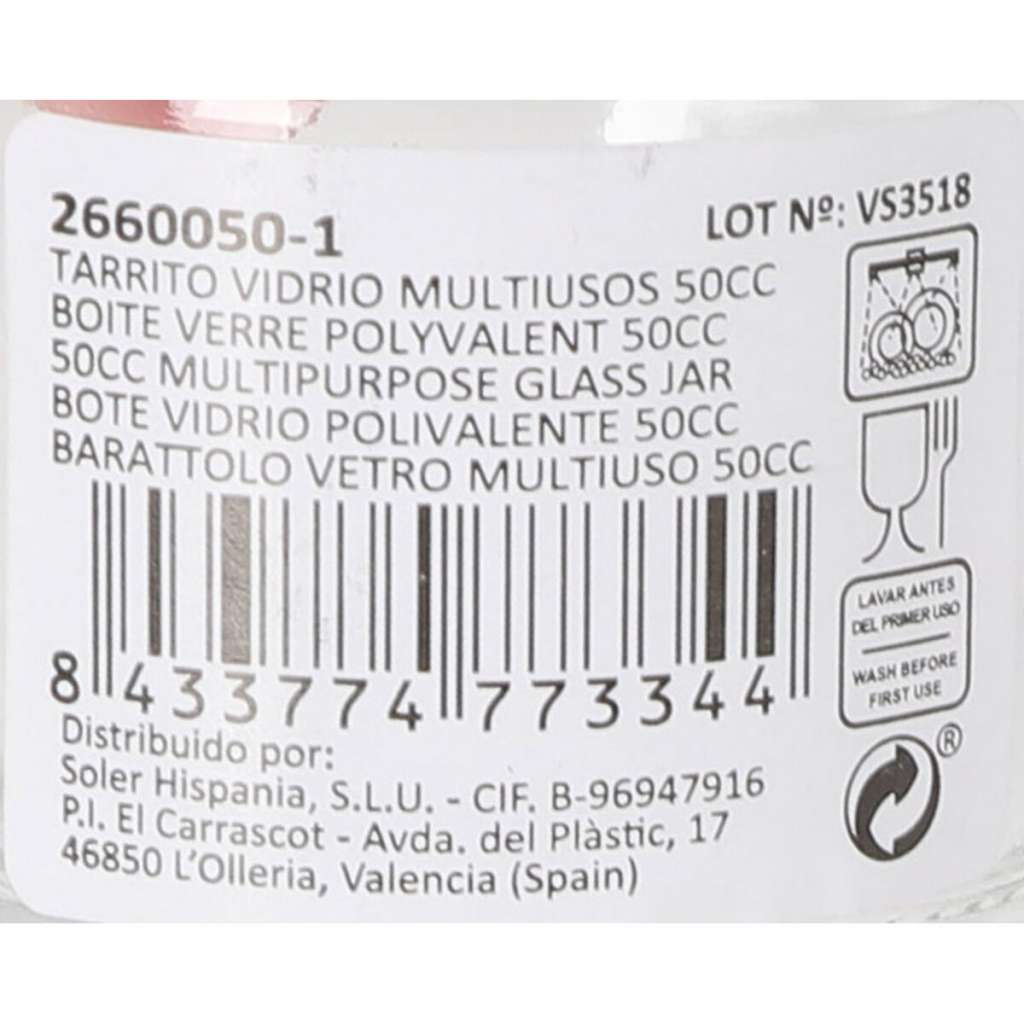 2660050-1
LOT Nº: VS3518
TARRITO VIDRIO MULTIUSOS 50CC
BOITE VERRE POLYVALENT 50CC
50CC MULTIPURPOSE GLASS JAR
BOTE VIDRIO POLIVALENTE 50CC
BARATTOLO VETRO MULTIUSO 50CC
8 433774 773344
LAVAR ANTES
DEL PRIMER USO
WASH BEFORE
FIRST USE
®
Distribuido por:
Soler Hispania, S.L.U. - CIF. B-96947916
P.I. El Carrascot - Avda. del Plàstic, 17
46850 L'Olleria, Valencia (Spain)